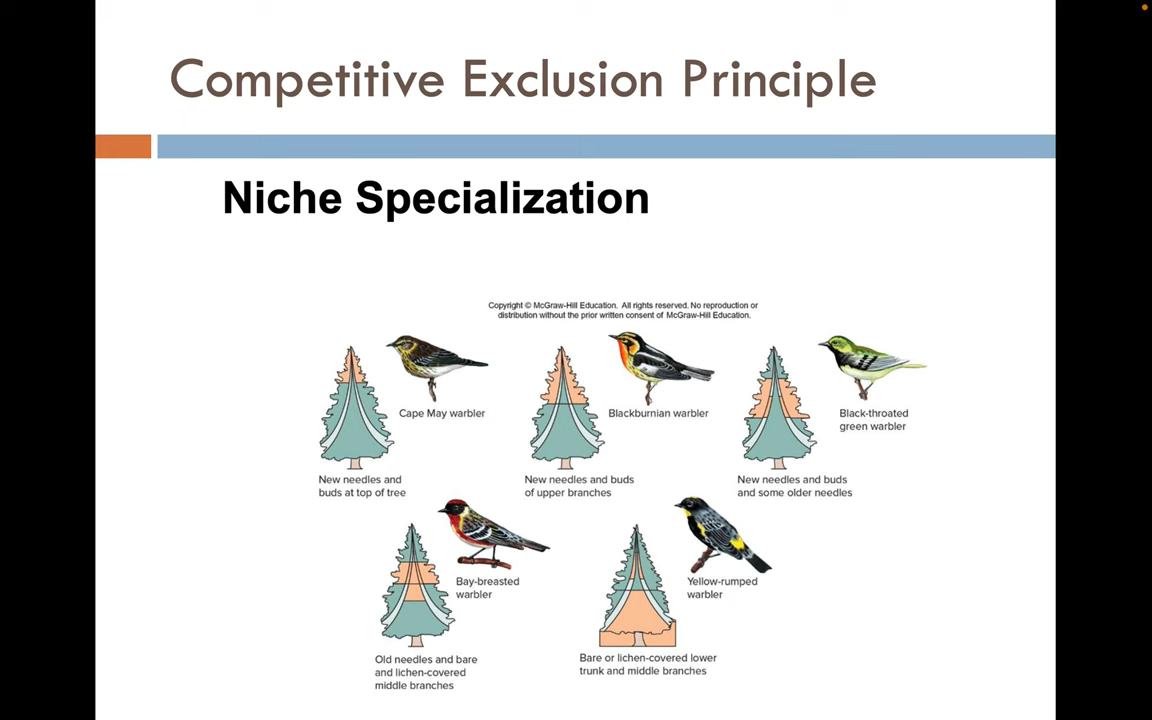 Competitive Exclusion Principle
Niche Specialization
Copyright © McGraw-Hill Education. All rights reserved. No reproduction or
distribution without the prior written consent of McGraw-Hill Education.
Cape May warbler
Blackburnian warbler
Black-throated
green warbler
New needles and
buds at top of tree
New needles and buds
of upper branches
New needles and buds
and some older needles
Bay-breasted
warbler
Yellow-rumped
warbler
Old needles and bare
and lichen-covered
middle branches
Bare or lichen-covered lower
trunk and middle branches